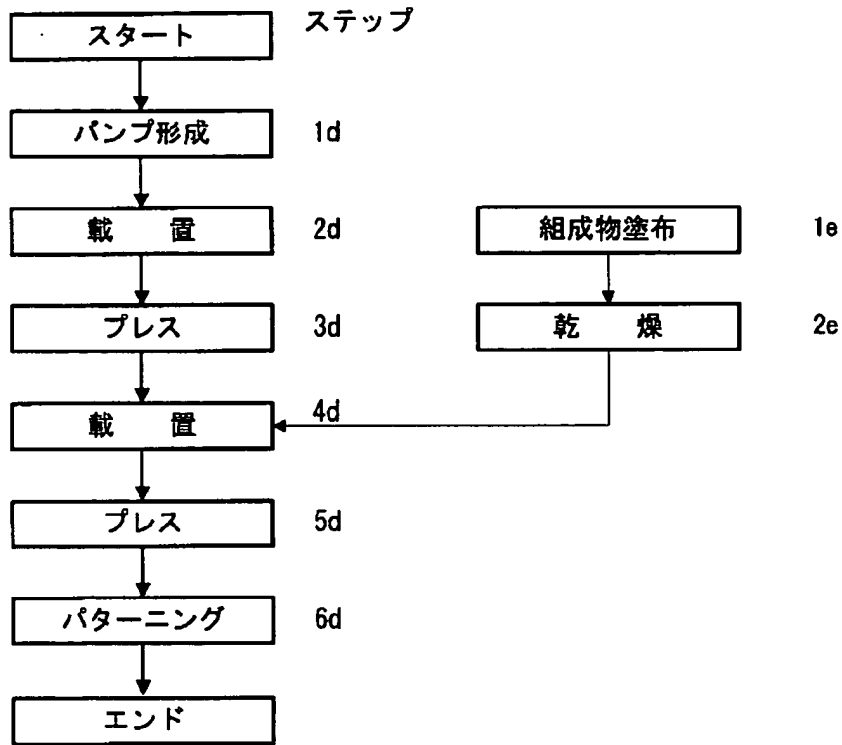 スタート ステップ
バンプ形成 1d
載 置 2d 組成物塗布 1e
プレス 3d 乾 燥 2e
載 置 4d
プレス 5d
パターニング 6d
エンド